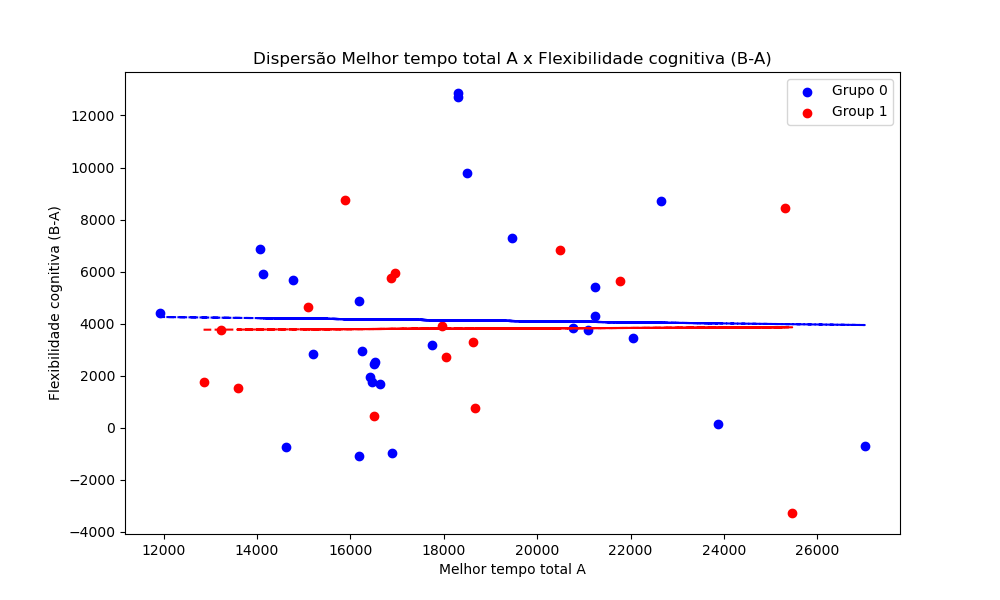 Dispersão Melhor tempo total A x Flexibilidade cognitiva (B-A)
Grupo 0
Group 1
12000
10000
8000
6000
4000
2000
0
−2000
−4000
Flexibilidade cognitiva (B-A)
12000 14000 16000 18000 20000 22000 24000 26000
Melhor tempo total A